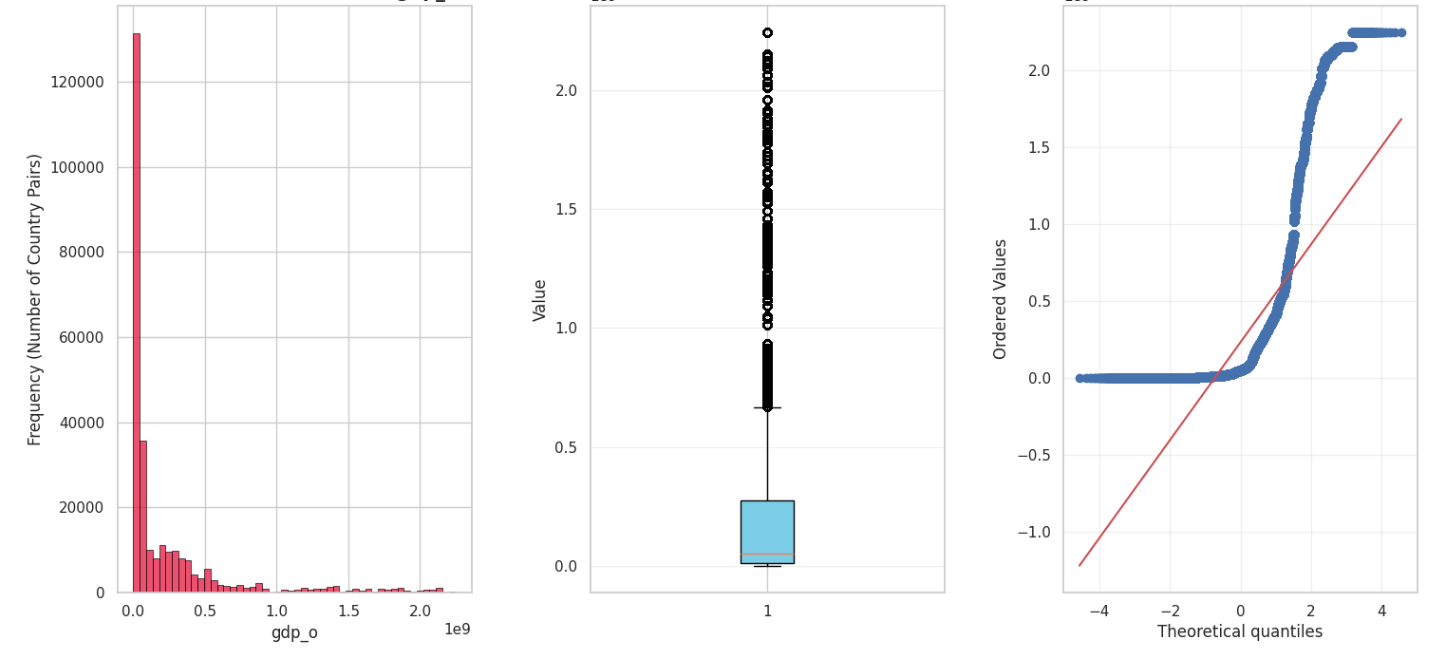 120000
100000
80000
60000
40000
20000
0
Frequency (Number of Country Pairs)
0.0 0.5 1.0 1.5 2.0
1e9
gdp_o
2.0
1.5
1.0
0.5
0.0
Value
1
2.0
1.5
1.0
0.5
0.0
−0.5
−1.0
Ordered Values
−4 −2 0 2 4
Theoretical quantiles